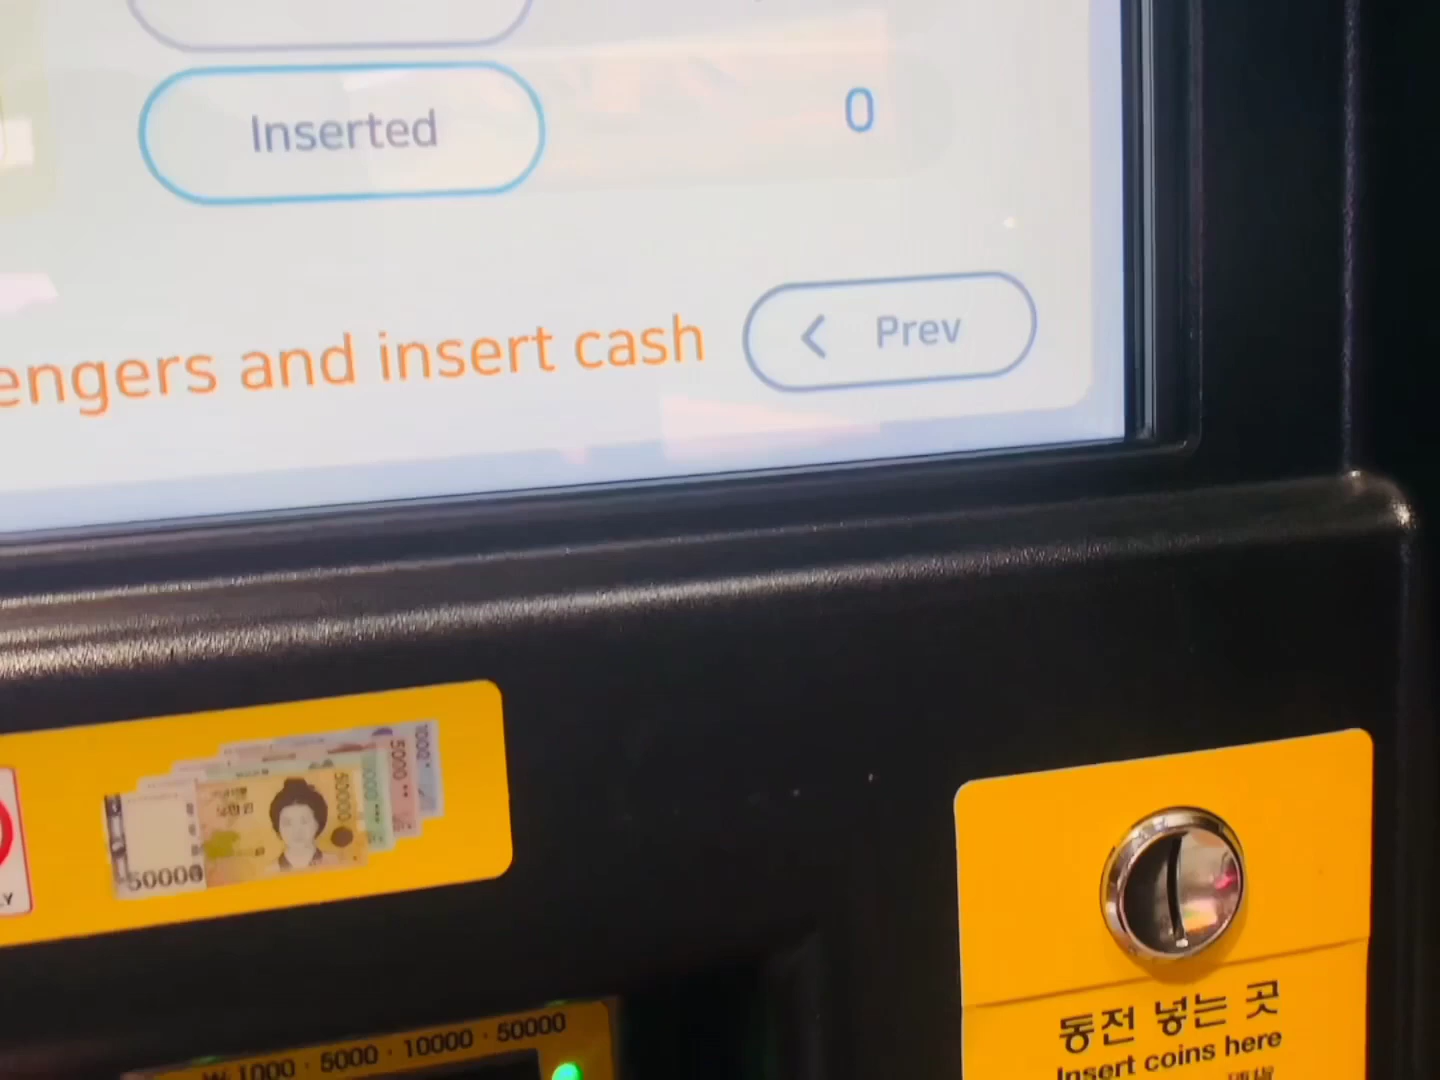 Inserted 0
engers and insert cash
< Prev
1000
5000
50000
50000
LY
₩ 1000 · 5000 · 10000 · 50000
동전 넣는 곳
Insert coins here